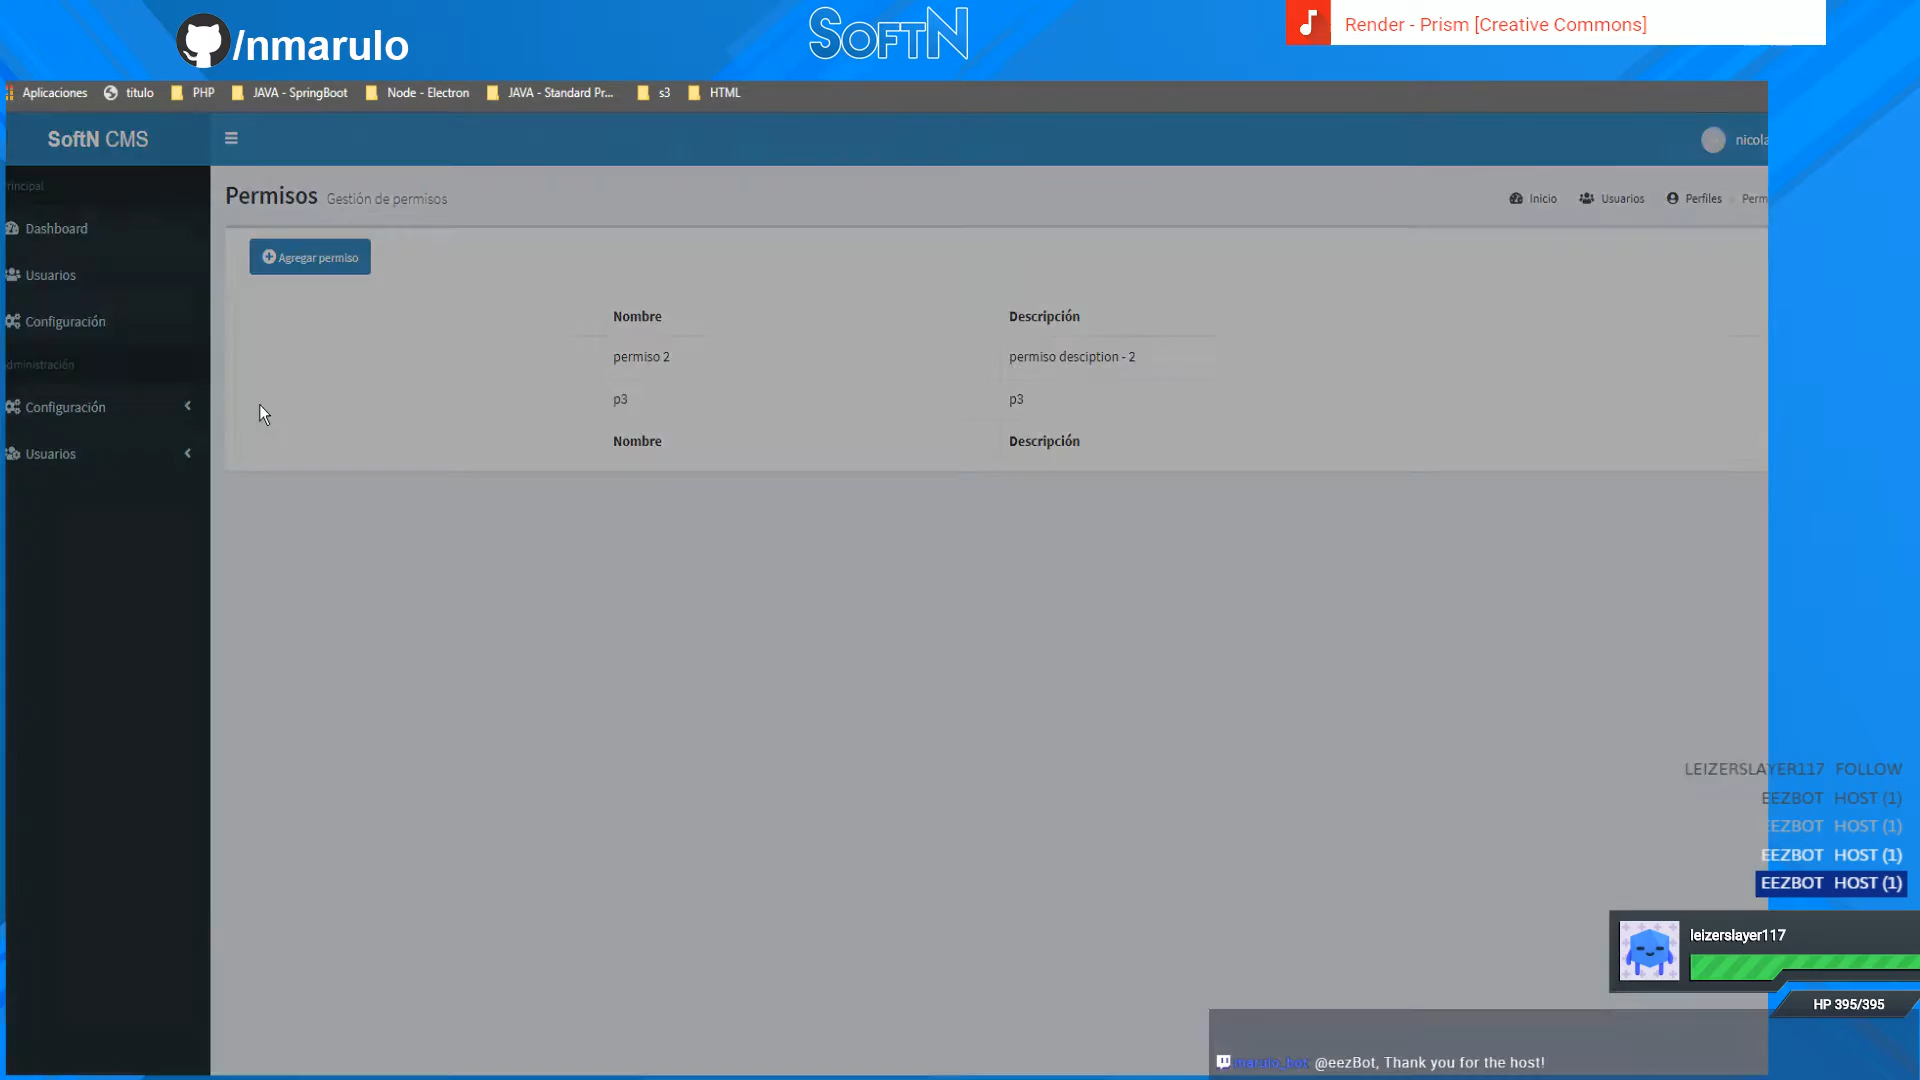 /nmarulo
SOFTN
Render - Prism [Creative Commons]
Aplicaciones titulo PHP JAVA - SpringBoot Node - Electron JAVA - Standard Pr... s3 HTML
SoftN CMS
nicola
rincipal
Dashboard
Usuarios
Configuración
dministración
Configuración
Usuarios
Permisos Gestión de permisos
Inicio Usuarios Perfiles Perm
Agregar permiso
Nombre Descripción
permiso 2 permiso desciption - 2
p3 p3
Nombre Descripción
LEIZERSLAYER117 FOLLOW
EEZBOT HOST (1)
EEZBOT HOST (1)
EEZBOT HOST (1)
EEZBOT HOST (1)
leizerslayer117
HP 395/395
marulo_bot @eezBot, Thank you for the host!